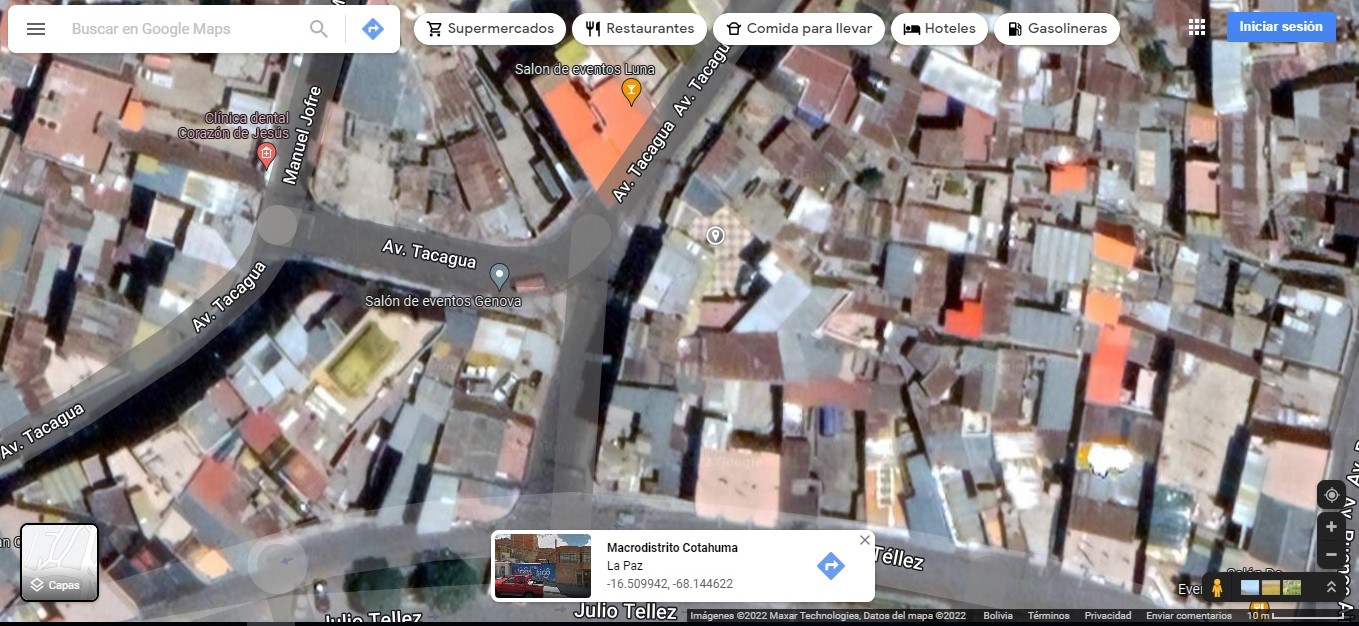 Buscar en Google Maps
Supermercados
Restaurantes
Comida para llevar
Hoteles
Gasolineras
Iniciar sesión
Salon de eventos Luna
Av. Tacagua
Av. Tacagua
Clínica dental
Corazón de Jesús
Manuel Jofre
Av. Tacagua
Salón de eventos Genova
Av. Tacagua
Av. Tacagua
Macrodistrito Cotahuma
La Paz
-16.509942, -68.144622
Téllez
Capas
Julio Tellez
Julio Tellez
Imágenes ©2022 Maxar Technologies, Datos del mapa ©2022
Bolivia
Términos
Privacidad
Enviar comentarios
10 m